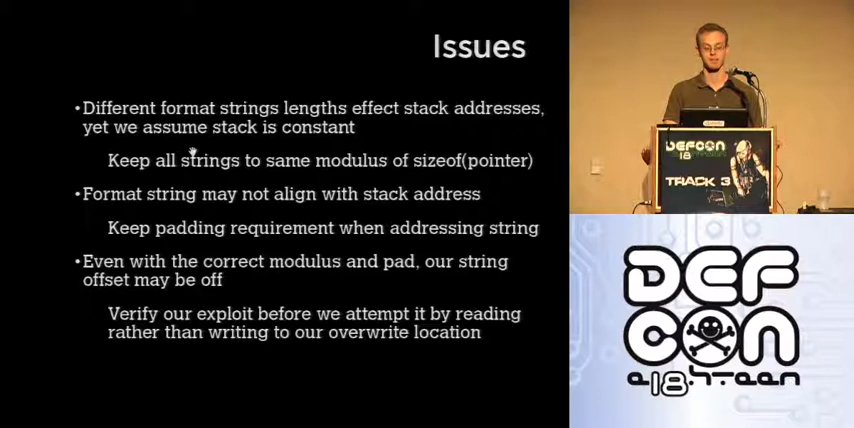 Issues
•Different format strings lengths effect stack addresses,
yet we assume stack is constant
Keep all strings to same modulus of sizeof(pointer)
•Format string may not align with stack address
Keep padding requirement when addressing string
•Even with the correct modulus and pad, our string
offset may be off
Verify our exploit before we attempt it by reading
rather than writing to our overwrite location
DEFCON
18
TRACK 3
DEF
CON
e.18.h.teen